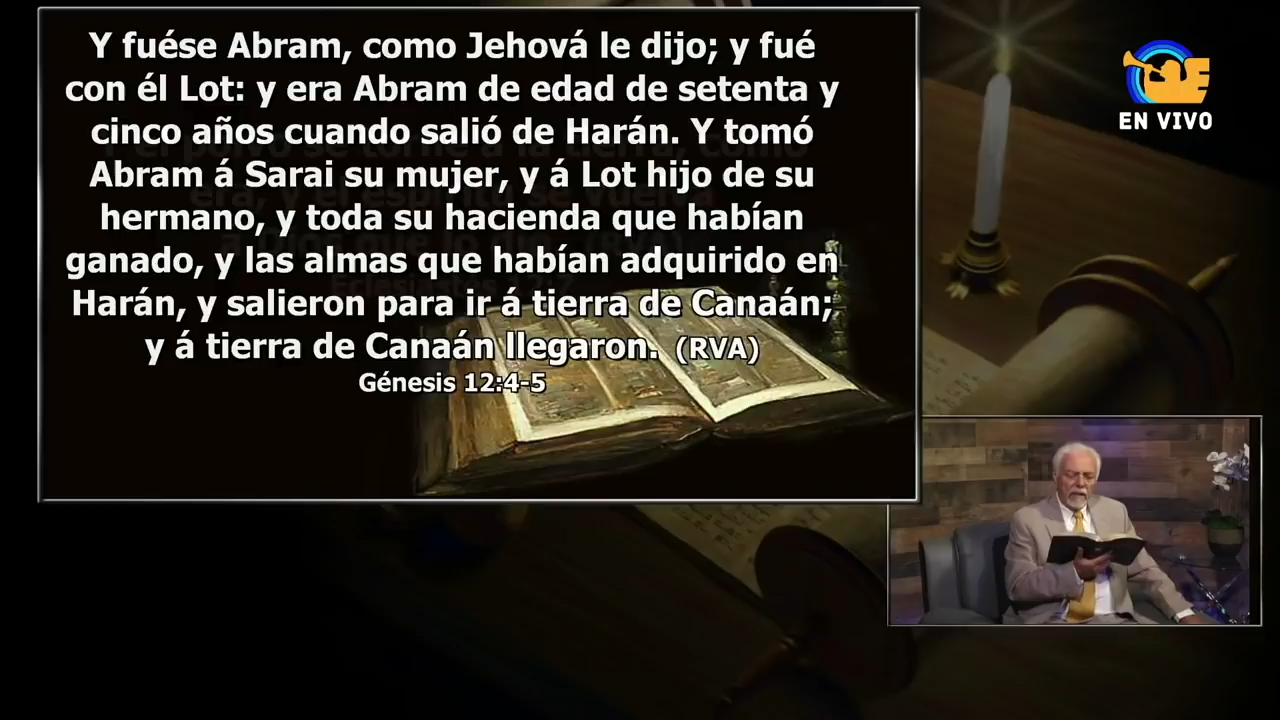 Y fuése Abram, como Jehová le dijo; y fué
con él Lot: y era Abram de edad de setenta y
cinco años cuando salió de Harán. Y tomó
Abram á Sarai su mujer, y á Lot hijo de su
hermano, y toda su hacienda que habían
ganado, y las almas que habían adquirido en
Harán, y salieron para ir á tierra de Canaán;
y á tierra de Canaán llegaron. (RVA)
Génesis 12:4-5
EN VIVO